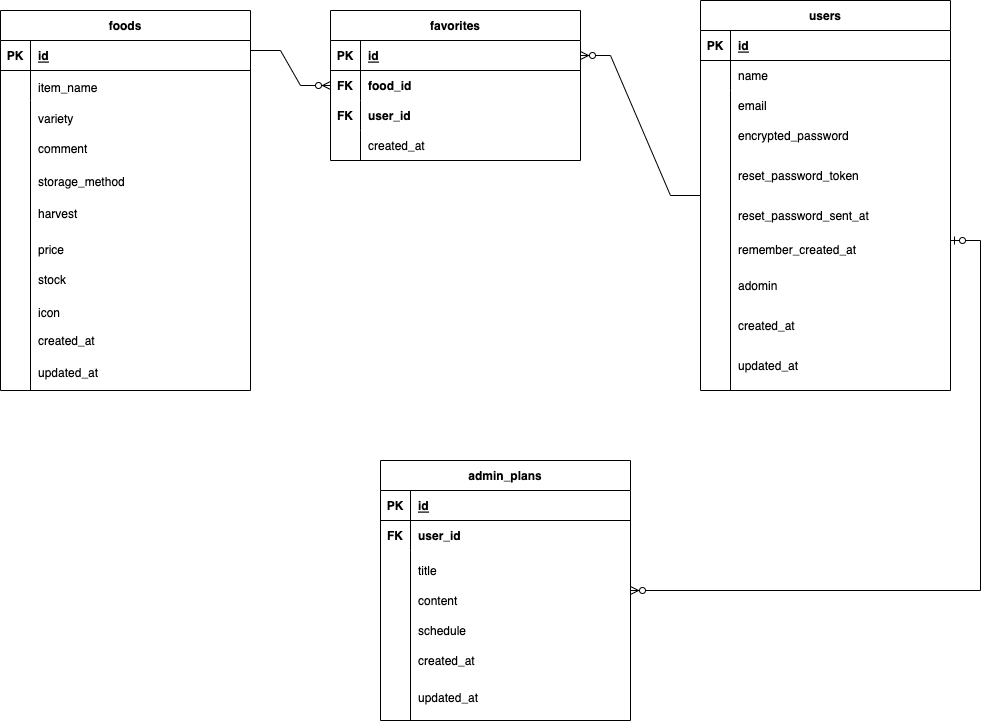 foods
PK id
item_name
variety
comment
storage_method
harvest
price
stock
icon
created_at
updated_at
favorites
PK id
FK food_id
FK user_id
created_at
users
PK id
name
email
encrypted_password
reset_password_token
reset_password_sent_at
remember_created_at
adomin
created_at
updated_at
admin_plans
PK id
FK user_id
title
content
schedule
created_at
updated_at